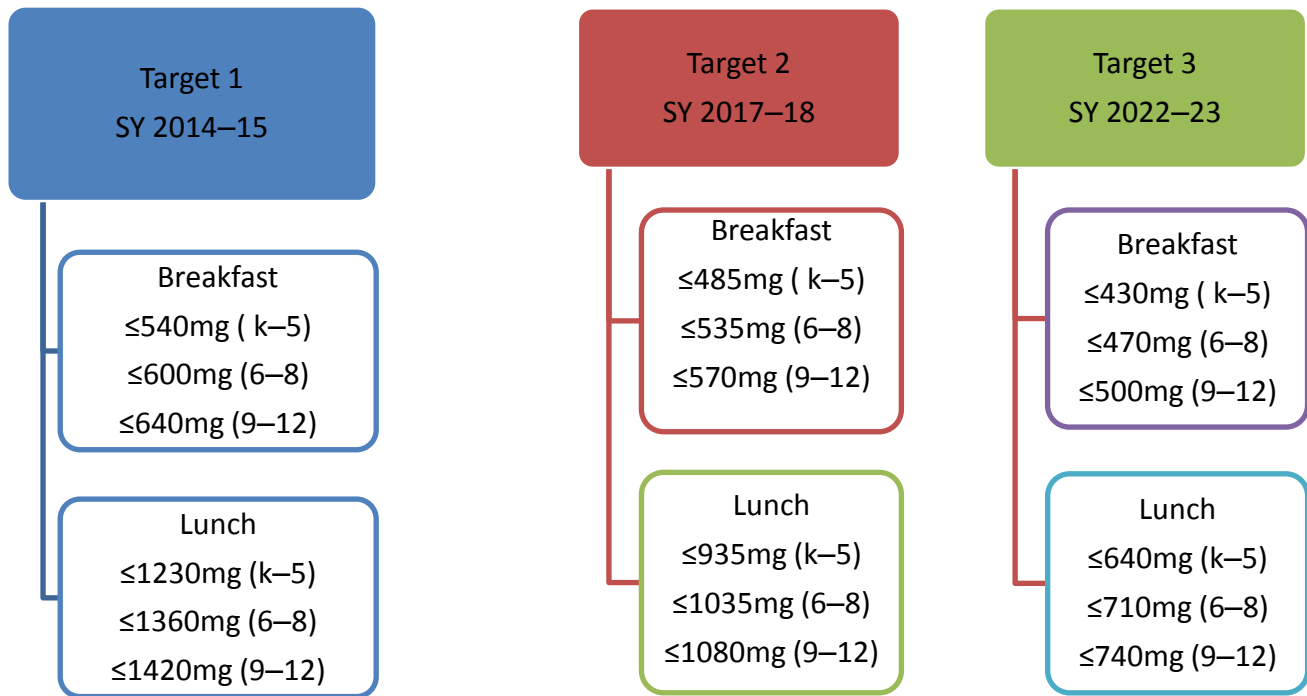 Target 1
SY 2014–15
Breakfast
≤540mg ( k–5)
≤600mg (6–8)
≤640mg (9–12)
Lunch
≤1230mg (k–5)
≤1360mg (6–8)
≤1420mg (9–12)
Target 2
SY 2017–18
Breakfast
≤485mg ( k–5)
≤535mg (6–8)
≤570mg (9–12)
Lunch
≤935mg (k–5)
≤1035mg (6–8)
≤1080mg (9–12)
Target 3
SY 2022–23
Breakfast
≤430mg ( k–5)
≤470mg (6–8)
≤500mg (9–12)
Lunch
≤640mg (k–5)
≤710mg (6–8)
≤740mg (9–12)